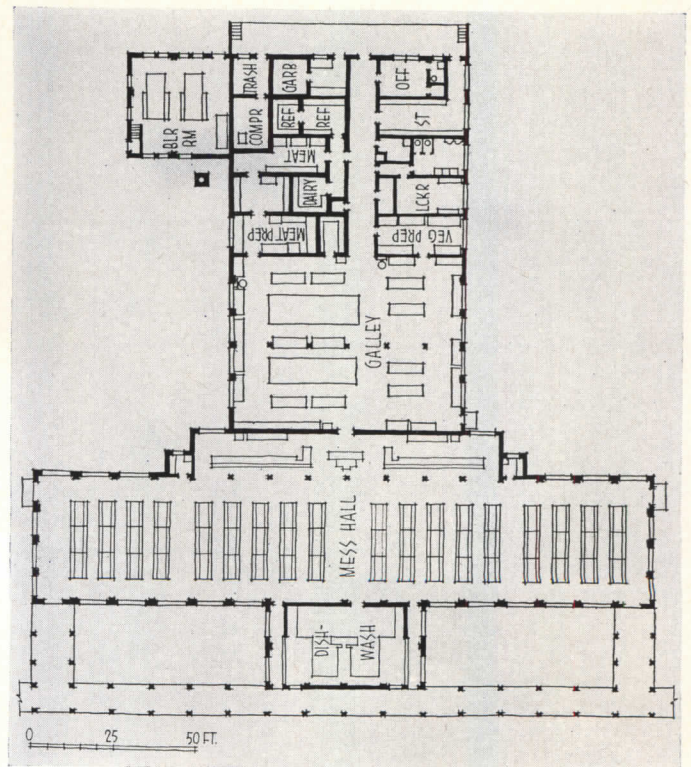 TRASH
GARB
OFF
BLR
RM
COMPR
REF
REF
ST
MEAT
DAIRY
LCKR
MEAT PREP
VEG PREP
GALLEY
MESS HALL
DISH-
WASH
0 25 50 FT.